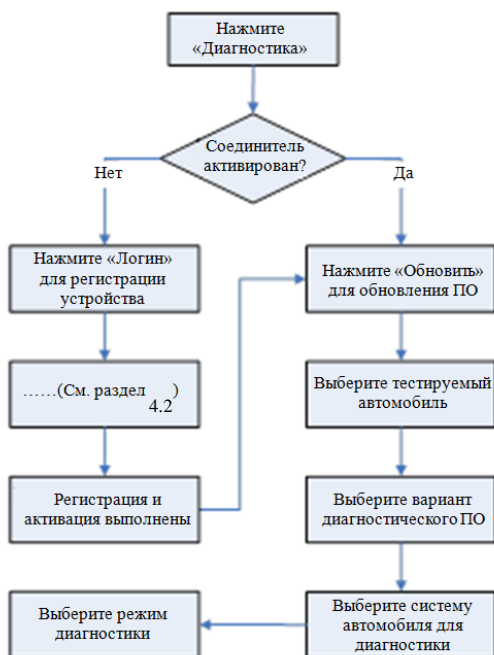 Нажмите
«Диагностика»
Соединитель
активирован?
Нет
Да
Нажмите «Логин»
для регистрации
устройства
Нажмите «Обновить»
для обновления ПО
……(См. раздел
4.2)
Выберите тестируемый
автомобиль
Регистрация и
активация выполнены
Выберите вариант
диагностического ПО
Выберите режим
диагностики
Выберите систему
автомобиля для
диагностики